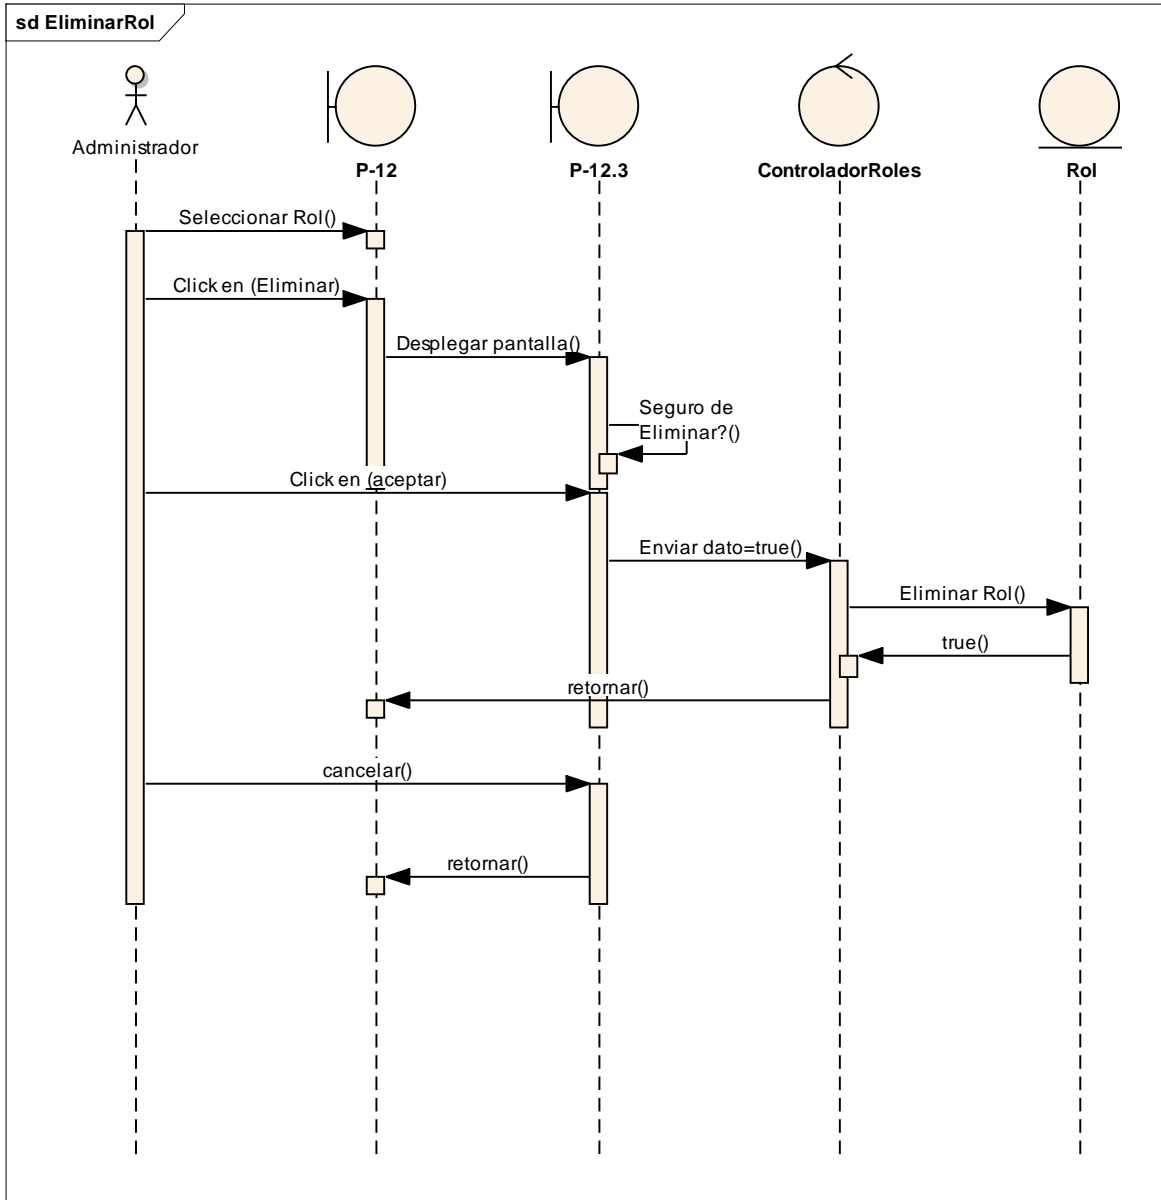 sd EliminarRol
Administrador
P-12
P-12.3
ControladorRoles
Rol
Seleccionar Rol()
Click en (Eliminar)
Desplegar pantalla()
Seguro de
Eliminar?()
Click en (aceptar)
Enviar dato=true()
Eliminar Rol()
true()
retornar()
cancelar()
retornar()